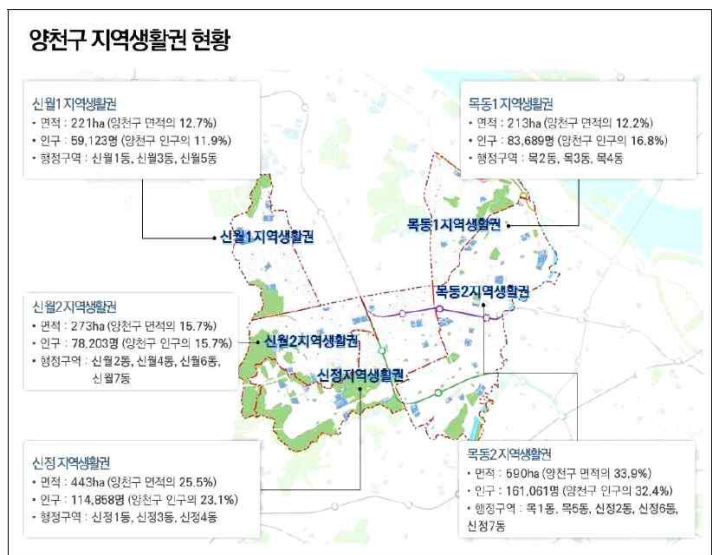 양천구 지역생활권 현황
신월1지역생활권
• 면적 : 221ha (양천구 면적의 12.7%)
• 인구 : 59,123명 (양천구 인구의 11.9%)
• 행정구역 : 신월1동, 신월3동, 신월5동
목동1지역생활권
• 면적 : 213ha (양천구 면적의 12.2%)
• 인구 : 83,689명 (양천구 인구의 16.8%)
• 행정구역 : 목2동, 목3동, 목4동
신월1지역생활권
목동1지역생활권
목동2지역생활권
신월2지역생활권
• 면적 : 273ha (양천구 면적의 15.7%)
• 인구 : 78,203명 (양천구 인구의 15.7%)
• 행정구역 : 신월2동, 신월4동, 신월6동,
신월7동
신월2지역생활권
신정지역생활권
신정 지역생활권
• 면적 : 443ha (양천구 면적의 25.5%)
• 인구 : 114,858명 (양천구 인구의 23.1%)
• 행정구역 : 신정1동, 신정3동, 신정4동
목동2지역생활권
• 면적 : 590ha (양천구 면적의 33.9%)
• 인구 : 161,061명 (양천구 인구의 32.4%)
• 행정구역 : 목1동, 목5동, 신정2동, 신정6동,
신정7동